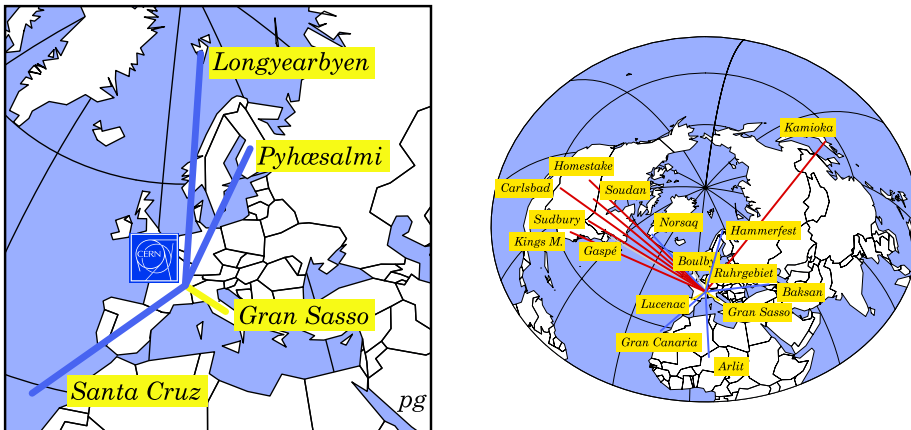 Longyearbyen
Pyhæsalmi
CERN
Gran Sasso
Santa Cruz
pg
Kamioka
Homestake
Carlsbad
Soudan
Sudbury
Norsaq
Hammerfest
Kings M.
Gaspé
Boulby
Ruhrgebiet
Baksan
Lucenac
Gran Sasso
Gran Canaria
Arlit